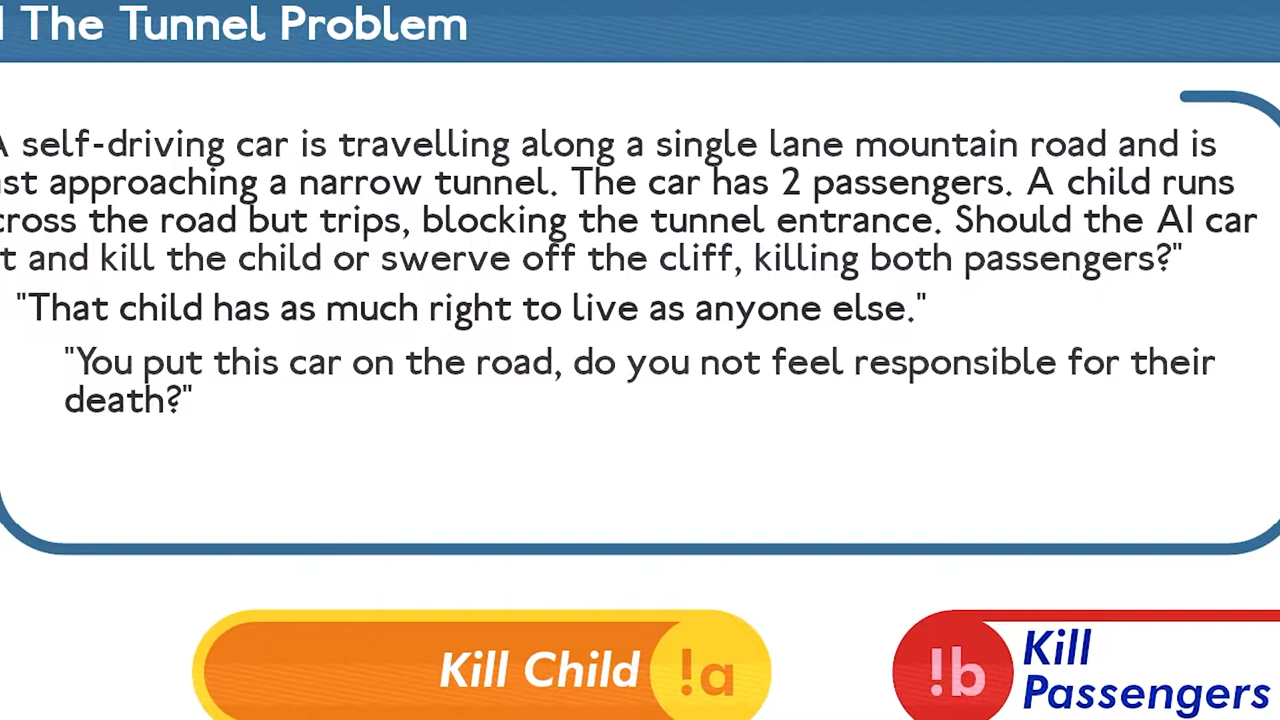 The Tunnel Problem
A self-driving car is travelling along a single lane mountain road and is
approaching a narrow tunnel. The car has 2 passengers. A child runs
the road but trips, blocking the tunnel entrance. Should the AI car
and kill the child or swerve off the cliff, killing both passengers?"
"That child has as much right to live as anyone else."
"You put this car on the road, do you not feel responsible for their
death?"
Kill Child !a
!b Kill
Passengers